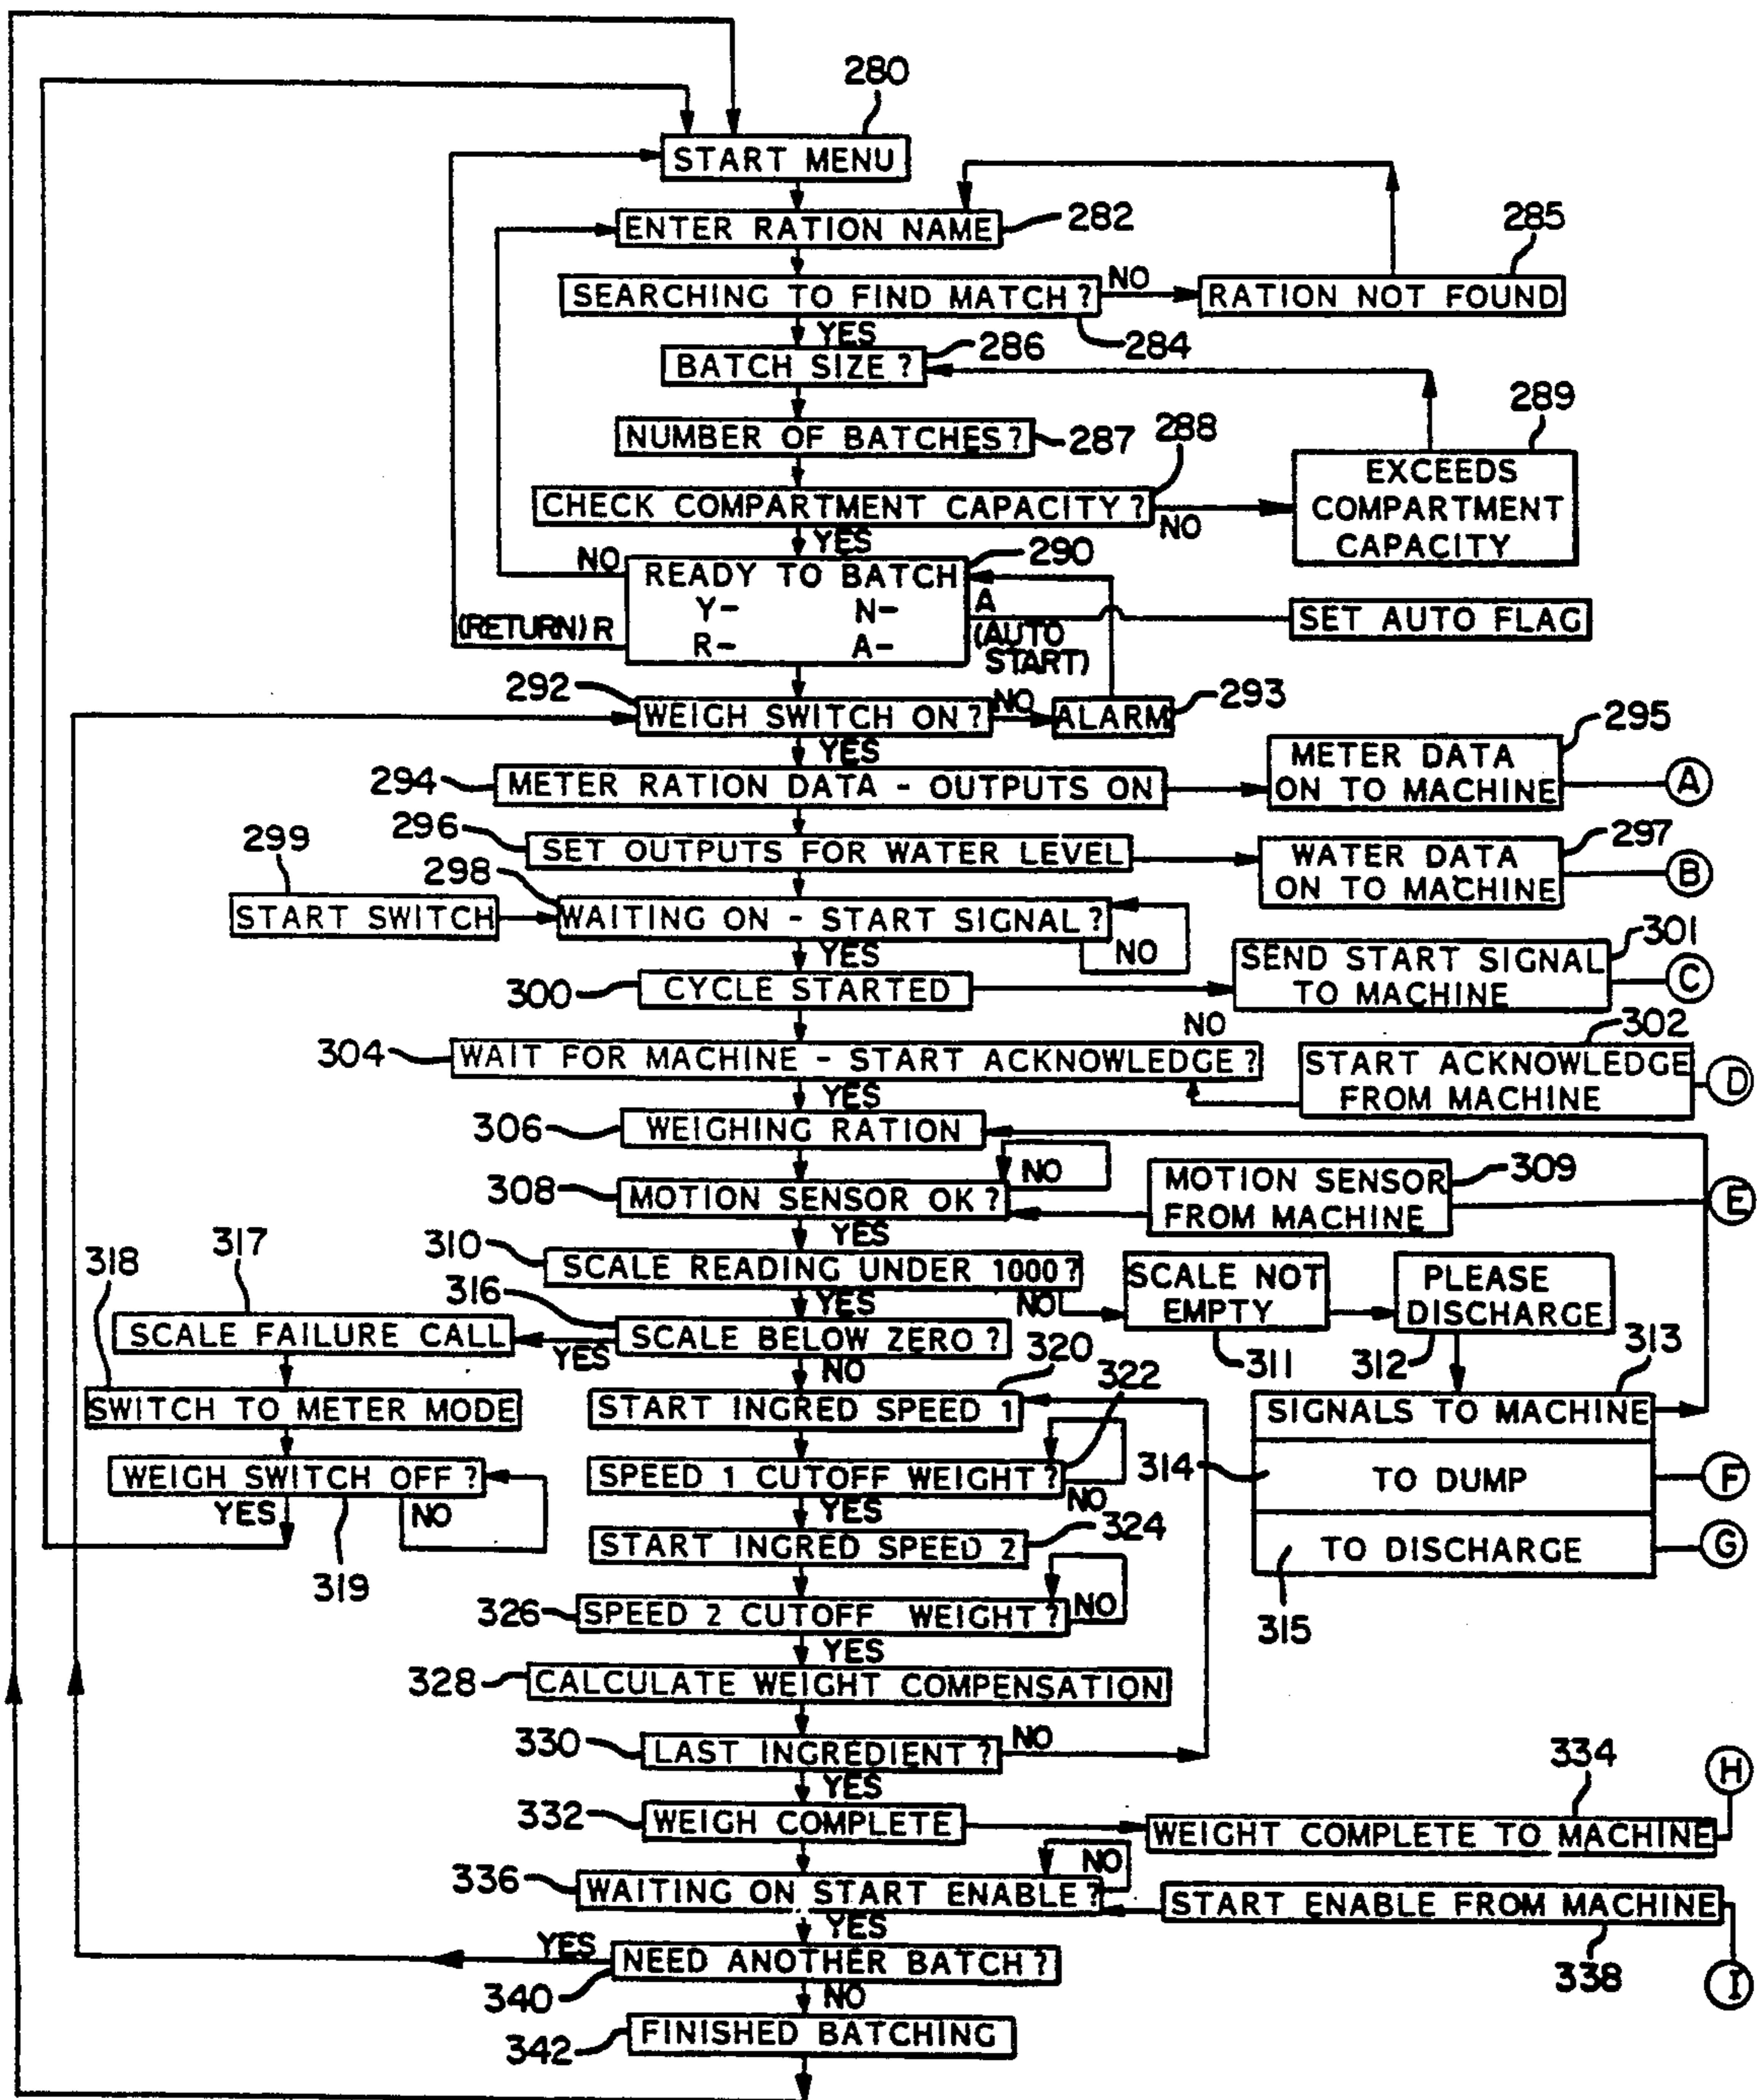 280
START MENU
ENTER RATION NAME
282
285
SEARCHING TO FIND MATCH ?
NO
RATION NOT FOUND
YES
284
BATCH SIZE ?
286
NUMBER OF BATCHES ?
287
288
289
CHECK COMPARTMENT CAPACITY ?
NO
EXCEEDS
COMPARTMENT
CAPACITY
YES
290
NO
READY TO BATCH
Y-
N-
R-
A-
(RETURN) R
A
(AUTO
START)
SET AUTO FLAG
292
WEIGH SWITCH ON ?
NO
ALARM
293
YES
295
294
METER RATION DATA - OUTPUTS ON
METER DATA
ON TO MACHINE
A
296
SET OUTPUTS FOR WATER LEVEL
297
WATER DATA
ON TO MACHINE
B
299
298
START SWITCH
WAITING ON - START SIGNAL ?
NO
YES
301
300
CYCLE STARTED
SEND START SIGNAL
TO MACHINE
C
NO
302
304
WAIT FOR MACHINE - START ACKNOWLEDGE ?
START ACKNOWLEDGE
FROM MACHINE
D
YES
306
WEIGHING RATION
NO
308
MOTION SENSOR OK ?
309
MOTION SENSOR
FROM MACHINE
E
YES
310
SCALE READING UNDER 1000 ?
NO
SCALE NOT
EMPTY
PLEASE
DISCHARGE
YES
311
312
313
318
317
316
SCALE FAILURE CALL
YES
SCALE BELOW ZERO ?
NO
320
322
SWITCH TO METER MODE
START INGRED SPEED 1
SIGNALS TO MACHINE
WEIGH SWITCH OFF ?
YES
NO
319
SPEED 1 CUTOFF WEIGHT ?
NO
YES
314
TO DUMP
F
START INGRED SPEED 2
324
TO DISCHARGE
G
315
326
SPEED 2 CUTOFF WEIGHT ?
NO
YES
328
CALCULATE WEIGHT COMPENSATION
330
LAST INGREDIENT ?
NO
YES
334
H
332
WEIGH COMPLETE
WEIGHT COMPLETE TO MACHINE
NO
336
WAITING ON START ENABLE ?
START ENABLE FROM MACHINE
YES
338
I
YES
NEED ANOTHER BATCH ?
340
NO
342
FINISHED BATCHING